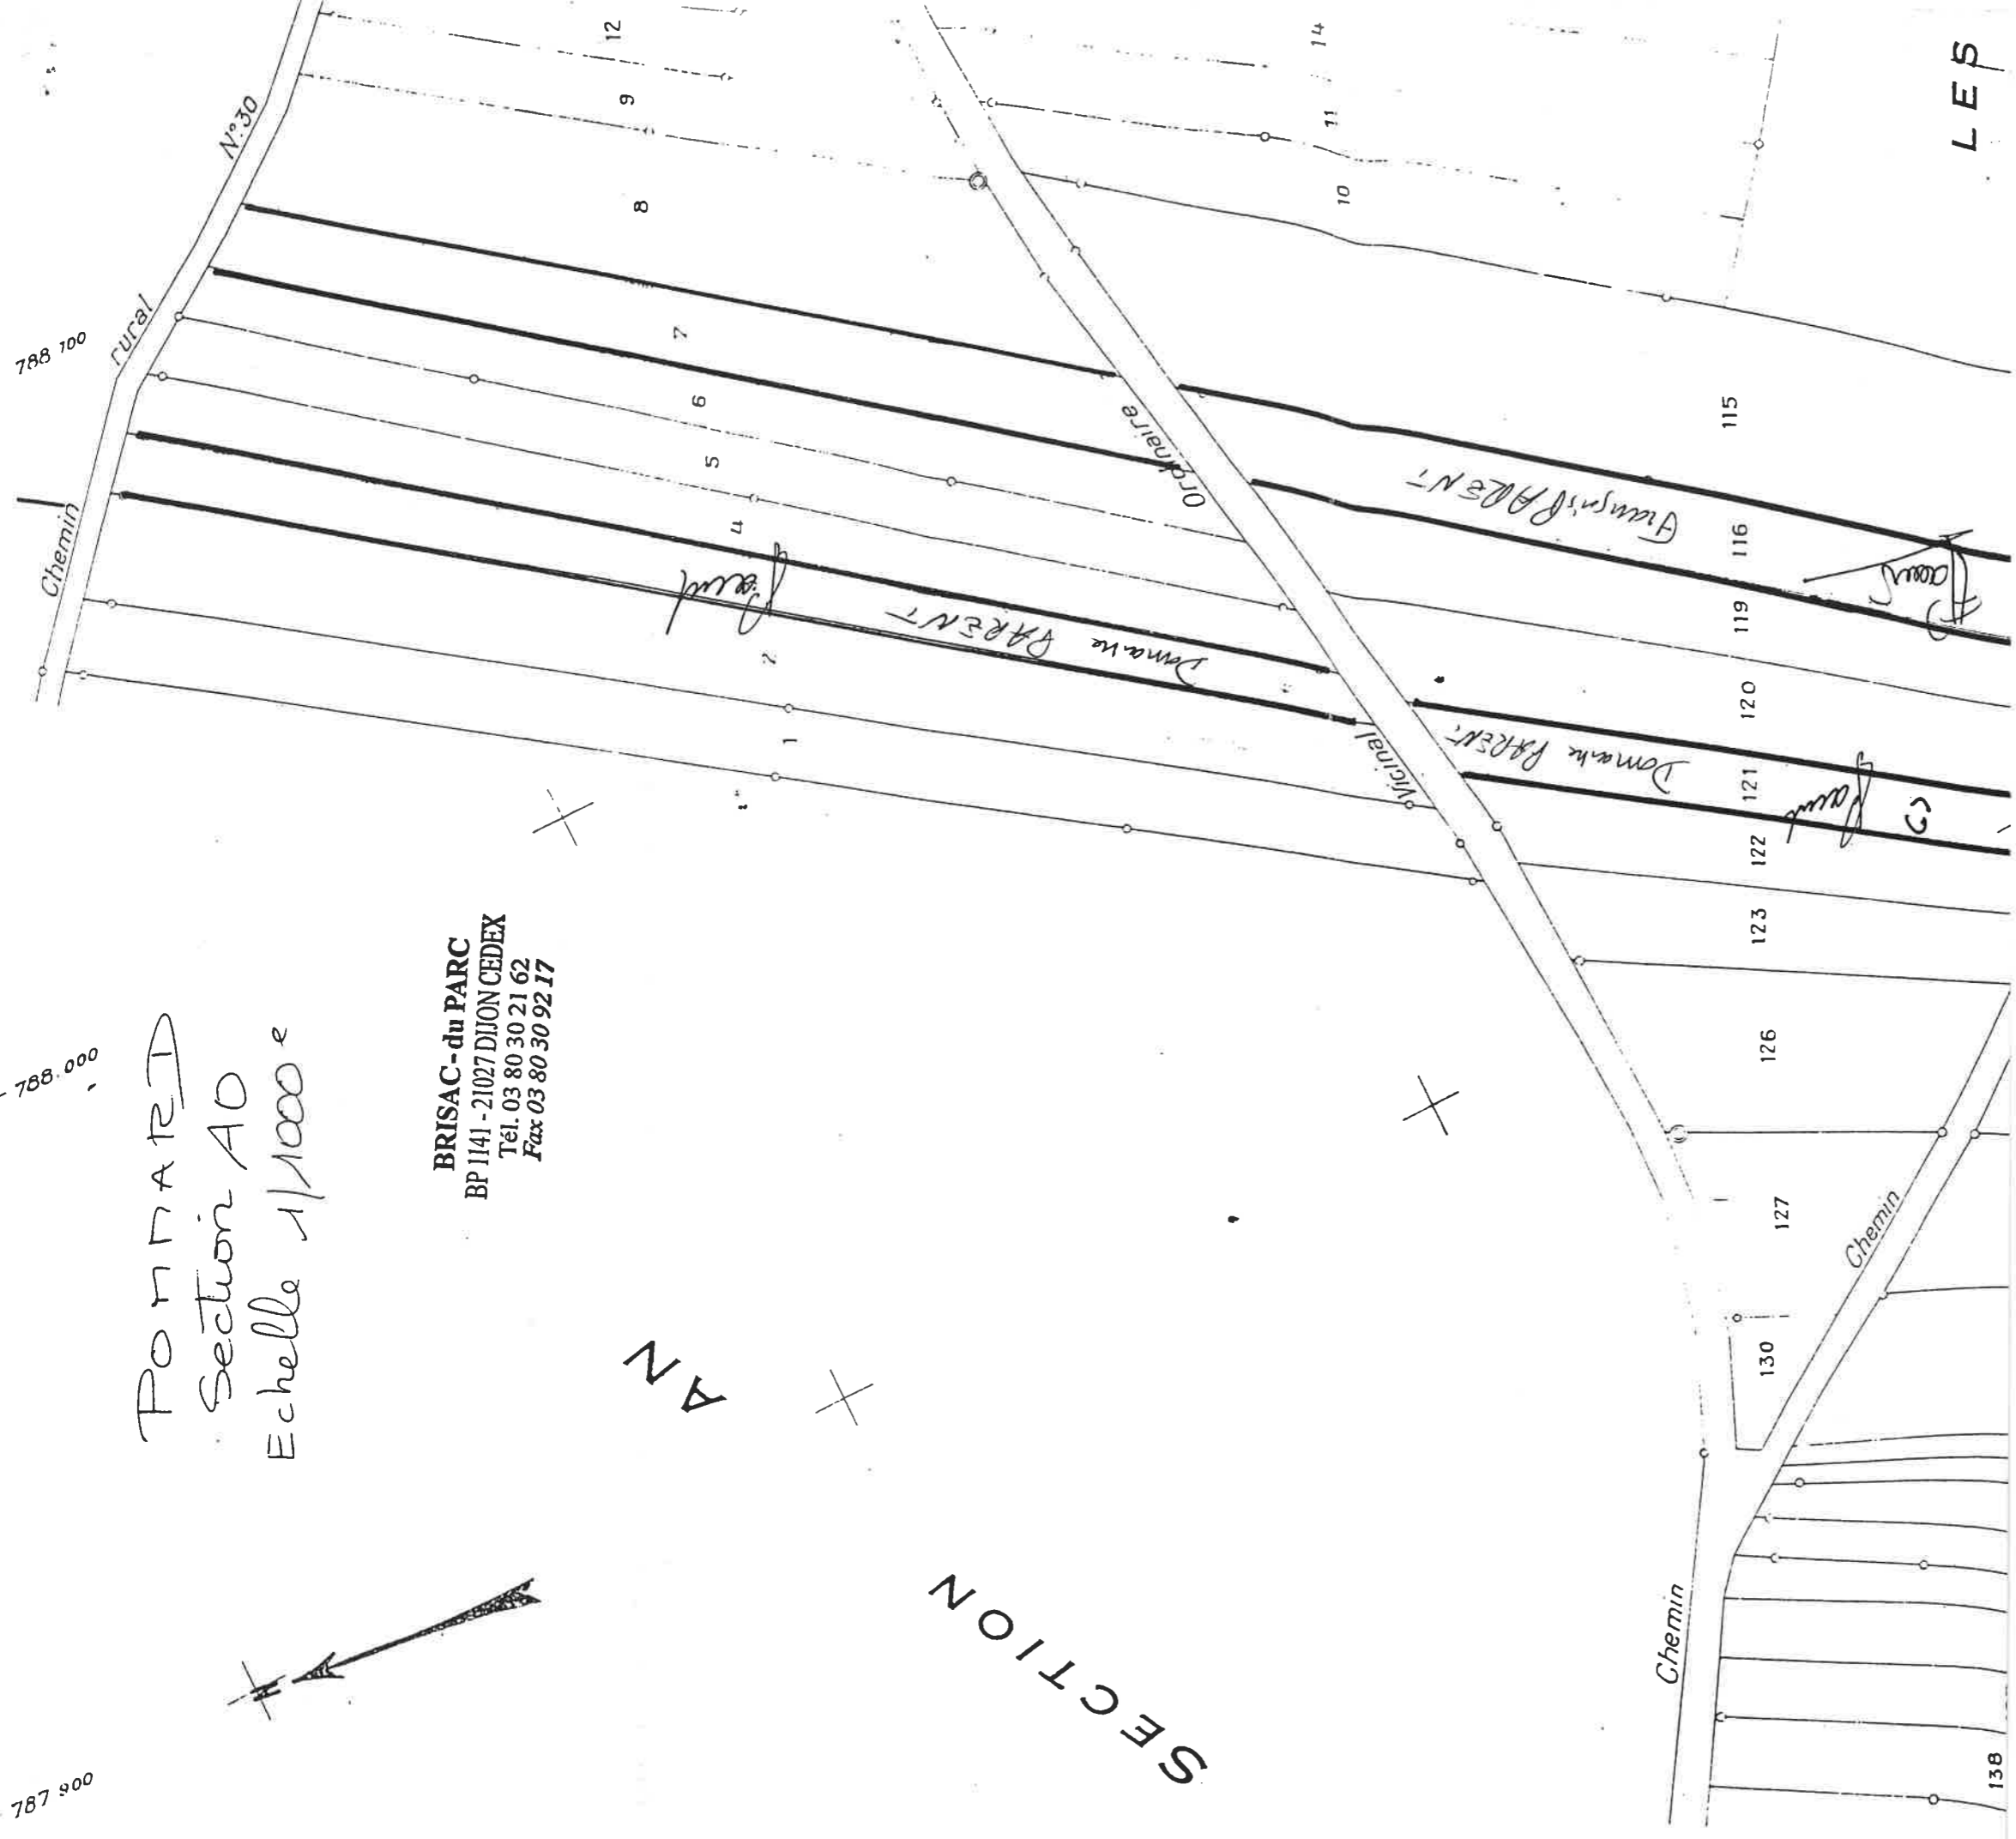 POMMARD
Section AO
Echelle 1/1000e
BRISAC-du PARC
BP 1141 - 21027 DIJON CEDEX
Tél. 03 80 30 21 62
Fax 03 80 30 92 17
788 100
788.000
787 900
Chemin rural N°30
12
9
8
7
6
5
4
2
1
14
11
10
LES
Vicinal Ordinaire
Domaine PARENT
François PARENT
Domaine PARENT
115
116
119
120
121
122
123
126
127
130
138
Chemin
Chemin
SECTION AN